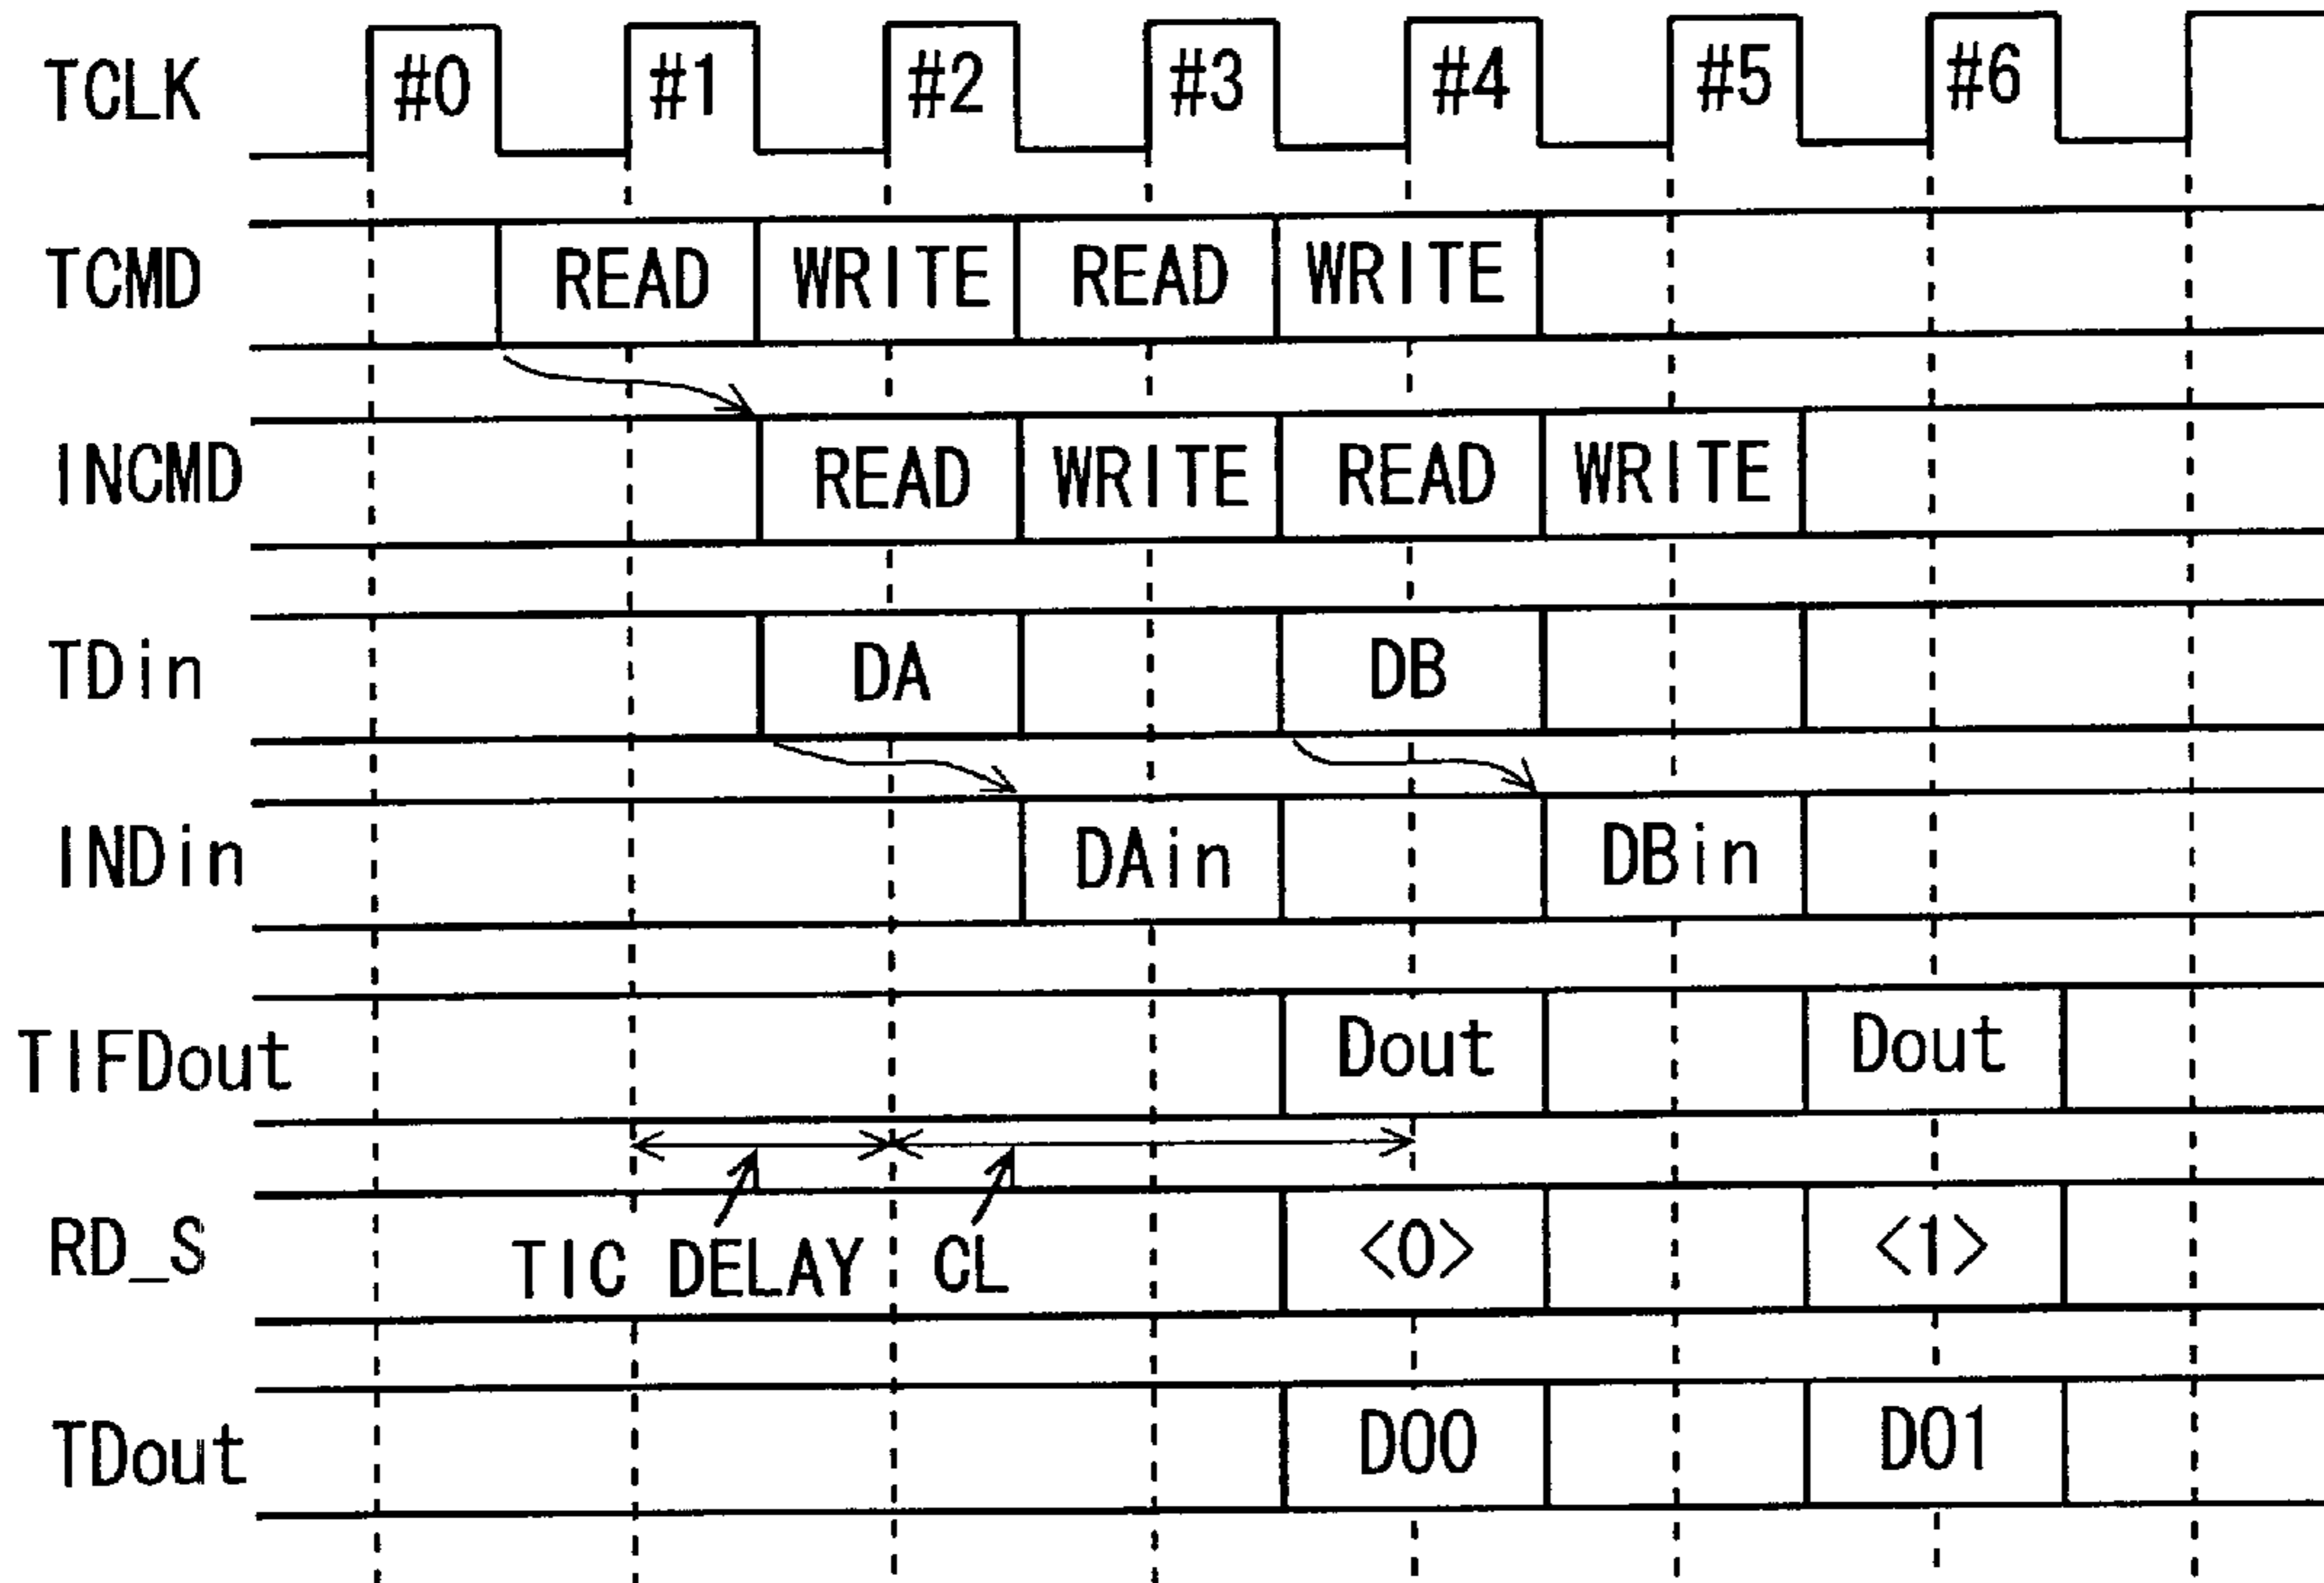 TCLK #0 #1 #2 #3 #4 #5 #6
TCMD READ WRITE READ WRITE
INCMD READ WRITE READ WRITE
TDin DA DB
INDin DAin DBin
TIFDout Dout Dout
RD_S TIC DELAY CL <0> <1>
TDout D00 D01